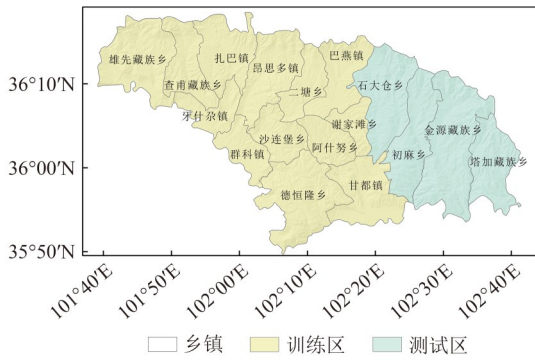 雄先藏族乡
扎巴镇
昂思多镇
巴燕镇
查甫藏族乡
二塘乡
石大仓乡
牙什尕镇
沙连堡乡
谢家滩乡
阿什努乡
群科镇
初麻乡
金源藏族乡
塔加藏族乡
德恒隆乡
甘都镇
36°10′N
36°00′N
35°50′N
101°40′E
101°50′E
102°00′E
102°10′E
102°20′E
102°30′E
102°40′E
乡镇
训练区
测试区